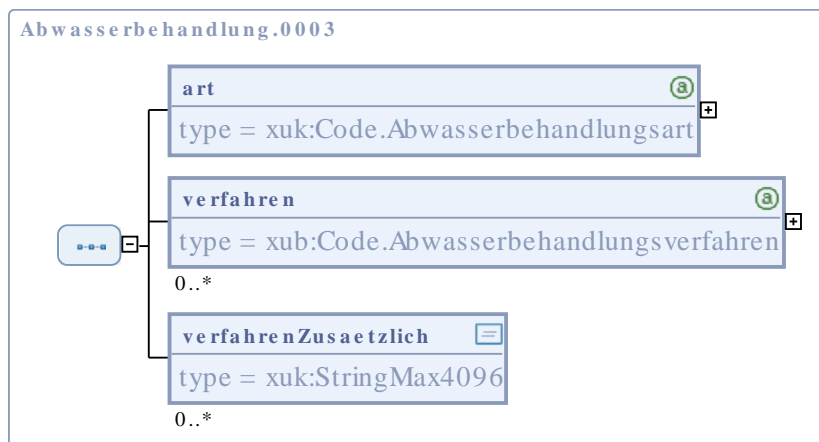 Abwasserbehandlung.0003
art
type = xuk:Code.Abwasserbehandlungsart
verfahren
type = xub:Code.Abwasserbehandlungsverfahren
0..*
verfahrenZusaetzlich
type = xuk:StringMax4096
0..*